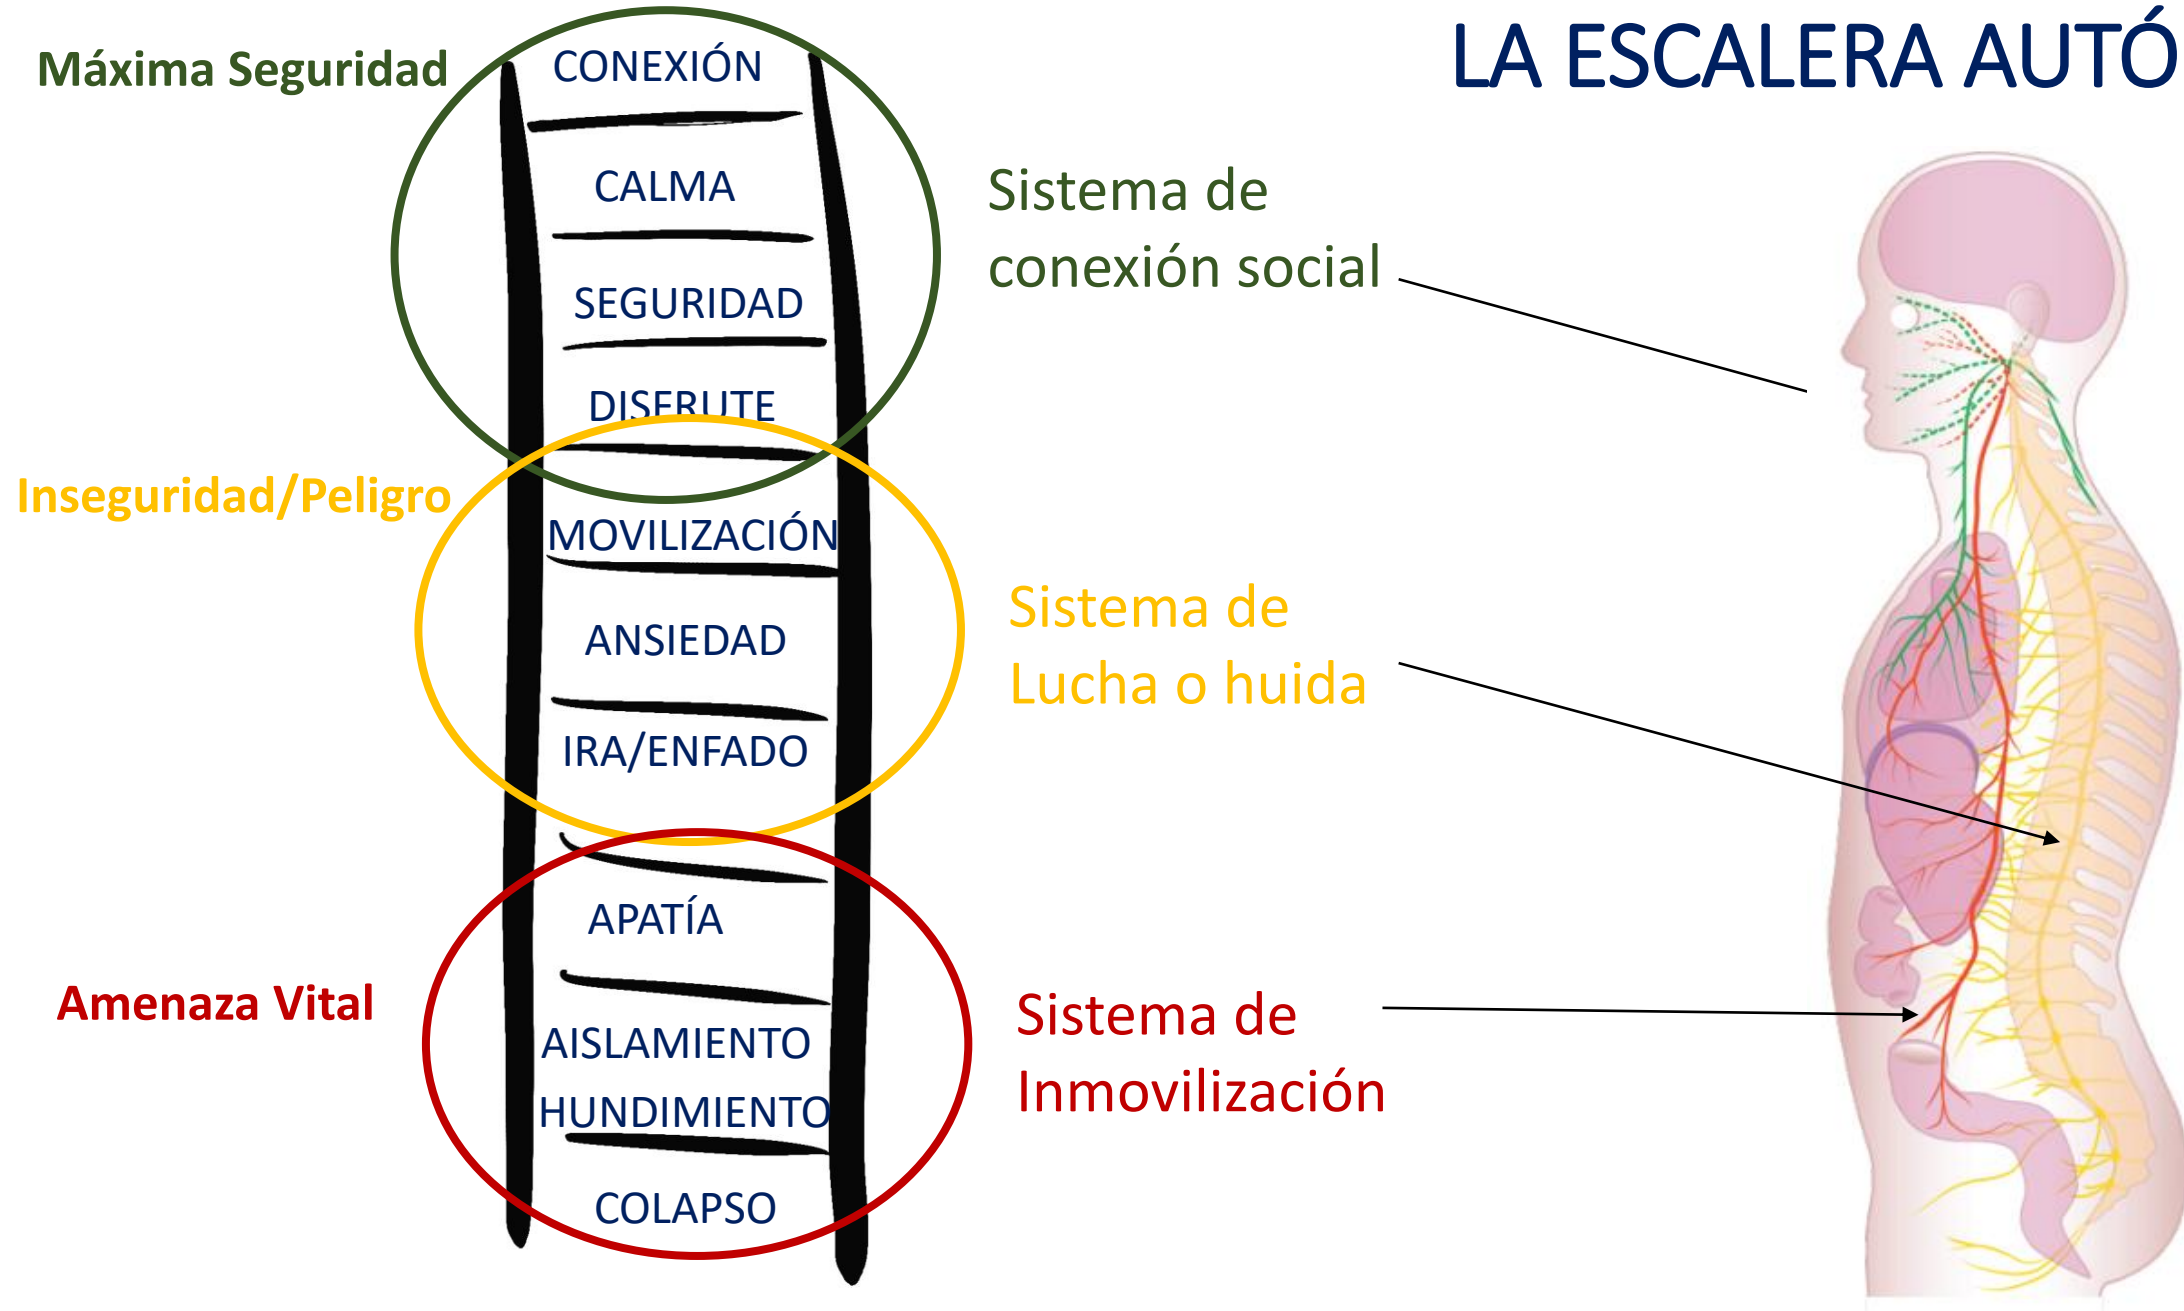 LA ESCALERA AUTÓ
Máxima Seguridad
CONEXIÓN
CALMA
SEGURIDAD
DISFRUTE
Sistema de
conexión social
Inseguridad/Peligro
MOVILIZACIÓN
ANSIEDAD
IRA/ENFADO
Sistema de
Lucha o huida
Amenaza Vital
APATÍA
AISLAMIENTO
HUNDIMIENTO
COLAPSO
Sistema de
Inmovilización